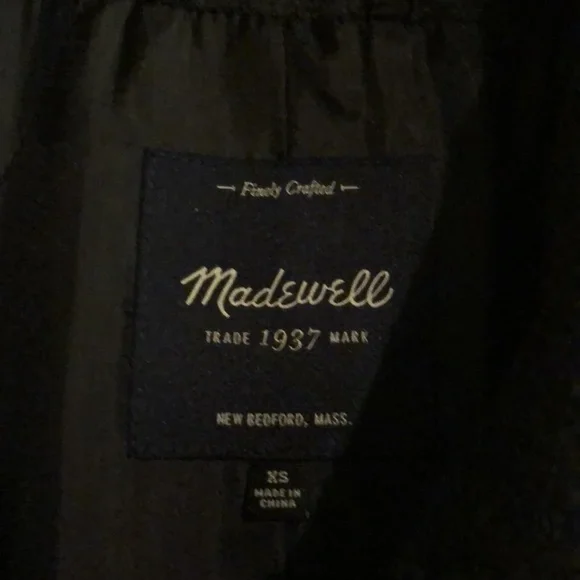 Finely Crafted
Madewell
TRADE 1937 MARK
NEW BEDFORD, MASS.
XS
MADE IN
CHINA